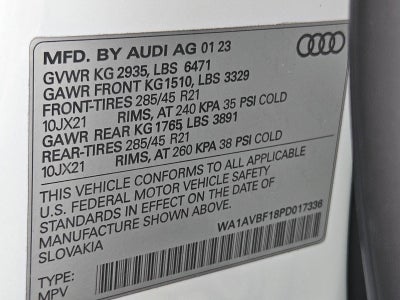 MFD. BY AUDI AG 01 23
GVWR KG 2935, LBS 6471
GAWR FRONT KG1510, LBS 3329
FRONT-TIRES 285/45 R21
10JX21 RIMS, AT 240 KPA 35 PSI COLD
GAWR REAR KG 1765, LBS 3891
REAR-TIRES 285/45 R21
10JX21 RIMS, AT 260 KPA 38 PSI COLD
THIS VEHICLE CONFORMS TO ALL APPLICABLE
U.S. FEDERAL MOTOR VEHICLE SAFETY
STANDARDS IN EFFECT ON THE DATE OF
MANUFACTURE SHOWN ABOVE.
SLOVAKIA WA1AVBF18PD017336
TYPE:
MPV